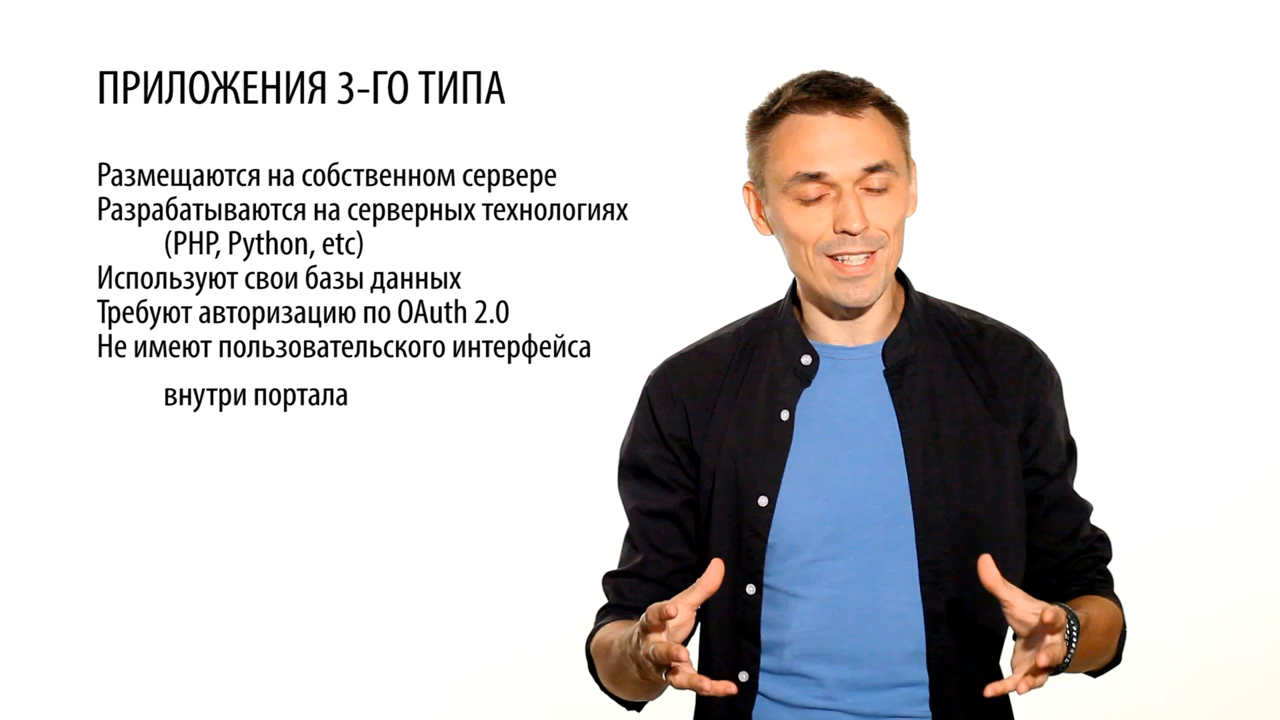 ПРИЛОЖЕНИЯ 3-ГО ТИПА
Размещаются на собственном сервере
Разрабатываются на серверных технологиях
(PHP, Python, etc)
Используют свои базы данных
Требуют авторизацию по OAuth 2.0
Не имеют пользовательского интерфейса
внутри портала